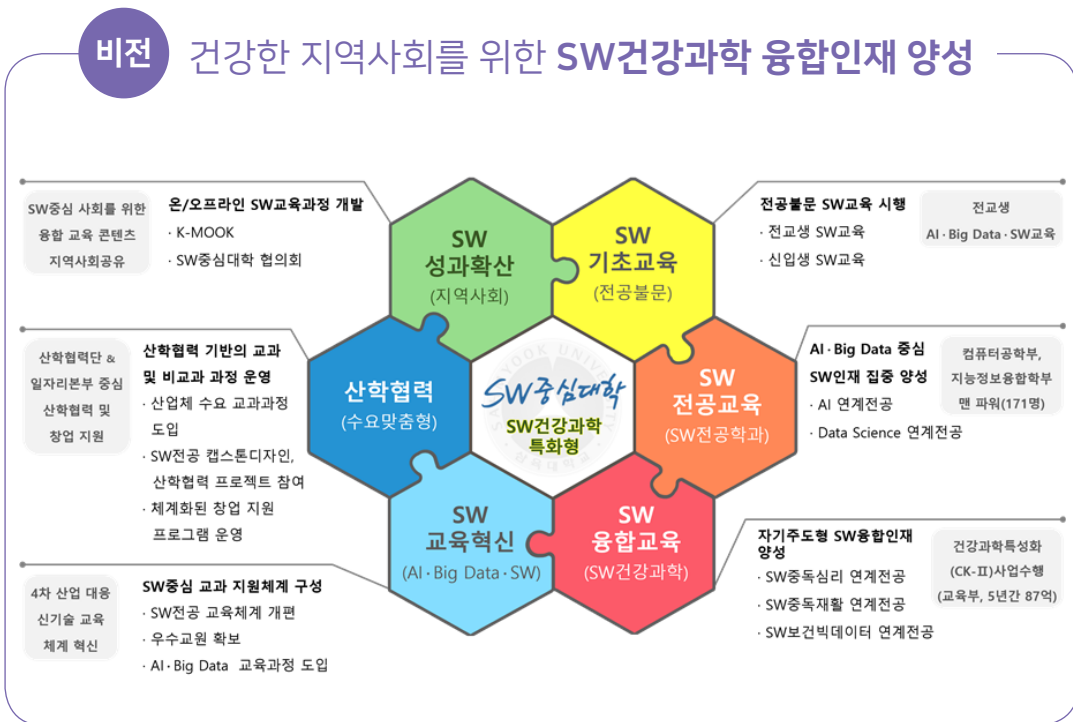 비전
건강한 지역사회를 위한 SW건강과학 융합인재 양성
SW중심 사회를 위한
융합 교육 콘텐츠
지역사회공유
온/오프라인 SW교육과정 개발
· K-MOOK
· SW중심대학 협의회
SW
성과확산
(지역사회)
SW
기초교육
(전공불문)
전공불문 SW교육 시행
· 전교생 SW교육
· 신입생 SW교육
전교생
AI·Big Data·SW교육
산학협력단 &
일자리본부 중심
산학협력 및
창업 지원
산학협력 기반의 교과
및 비교과 과정 운영
· 산업체 수요 교과과정
도입
· SW전공 캡스톤디자인,
산학협력 프로젝트 참여
· 체계화된 창업 지원
프로그램 운영
산학협력
(수요맞춤형)
SW중심대학
SW건강과학
특화형
SW
전공교육
(SW전공학과)
AI·Big Data 중심
SW인재 집중 양성
· AI 연계전공
· Data Science 연계전공
컴퓨터공학부,
지능정보융합학부
맨 파워(171명)
4차 산업 대응
신기술 교육
체계 혁신
SW중심 교과 지원체계 구성
· SW전공 교육체계 개편
· 우수교원 확보
· AI·Big Data 교육과정 도입
SW
교육혁신
(AI·Big Data·SW)
SW
융합교육
(SW건강과학)
자기주도형 SW융합인재
양성
· SW중독심리 연계전공
· SW중독재활 연계전공
· SW보건빅데이터 연계전공
건강과학특성화
(CK-II)사업수행
(교육부, 5년간 87억)